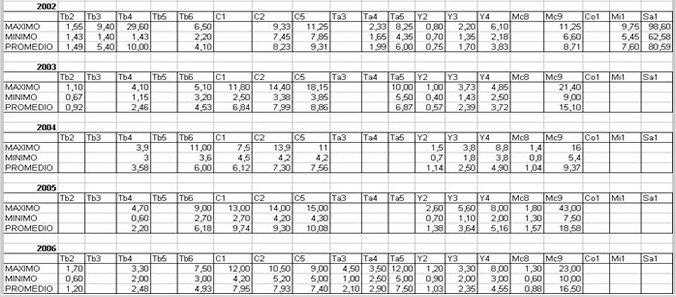 2002
Tb2 Tb3 Tb4 Tb5 Tb6 C1 C2 C5 Ta3 Ta4 Ta5 Y2 Y3 Y4 Mc8 Mc9 Co1 Mi1 Sa1
MAXIMO 1,55 9,40 29,60 6,50 9,33 11,25 2,33 8,25 0,80 2,20 6,10 11,25 9,75 98,60
MINIMO 1,43 1,40 1,43 2,20 7,45 7,85 1,65 4,35 0,70 1,35 2,18 6,60 5,45 62,58
PROMEDIO 1,49 5,40 10,00 4,10 8,23 9,31 1,99 6,00 0,75 1,70 3,83 8,71 7,60 80,59
2003
Tb2 Tb3 Tb4 Tb5 Tb6 C1 C2 C5 Ta3 Ta4 Ta5 Y2 Y3 Y4 Mc8 Mc9 Co1 Mi1 Sa1
MAXIMO 1,10 4,10 5,10 11,80 14,40 18,15 10,00 1,00 3,73 4,85 21,40
MINIMO 0,67 1,15 3,20 2,50 3,38 3,85 5,50 0,40 1,43 2,50 9,00
PROMEDIO 0,92 2,46 4,53 6,84 7,99 8,86 6,87 0,57 2,39 3,72 15,10
2004
Tb2 Tb3 Tb4 Tb5 Tb6 C1 C2 C5 Ta3 Ta4 Ta5 Y2 Y3 Y4 Mc8 Mc9 Co1 Mi1 Sa1
MAXIMO 3,9 11,00 7,5 13,9 11 1,5 3,8 8,8 1,4 16
MINIMO 3 3,6 4,5 4,2 4,2 0,7 1,8 3,8 0,8 5,4
PROMEDIO 3,58 6,00 6,12 7,30 7,56 1,14 2,50 4,90 1,04 9,37
2005
Tb2 Tb3 Tb4 Tb5 Tb6 C1 C2 C5 Ta3 Ta4 Ta5 Y2 Y3 Y4 Mc8 Mc9 Co1 Mi1 Sa1
MAXIMO 4,70 9,00 13,00 14,00 15,00 2,60 5,60 8,00 1,80 43,00
MINIMO 0,60 2,70 2,70 4,20 4,30 0,70 1,10 2,00 1,30 7,50
PROMEDIO 2,20 6,18 9,74 9,30 10,08 1,38 3,64 5,16 1,57 18,58
2006
Tb2 Tb3 Tb4 Tb5 Tb6 C1 C2 C5 Ta3 Ta4 Ta5 Y2 Y3 Y4 Mc8 Mc9 Co1 Mi1 Sa1
MAXIMO 1,70 3,30 7,50 12,00 10,50 9,00 4,50 3,50 12,00 1,20 3,30 8,00 1,30 23,00
MINIMO 0,60 2,00 3,00 4,20 5,20 5,00 1,00 2,50 5,00 0,90 2,00 3,00 0,60 10,00
PROMEDIO 1,20 2,48 4,93 7,95 7,93 7,40 2,10 2,90 7,50 1,03 2,35 4,55 0,88 16,50